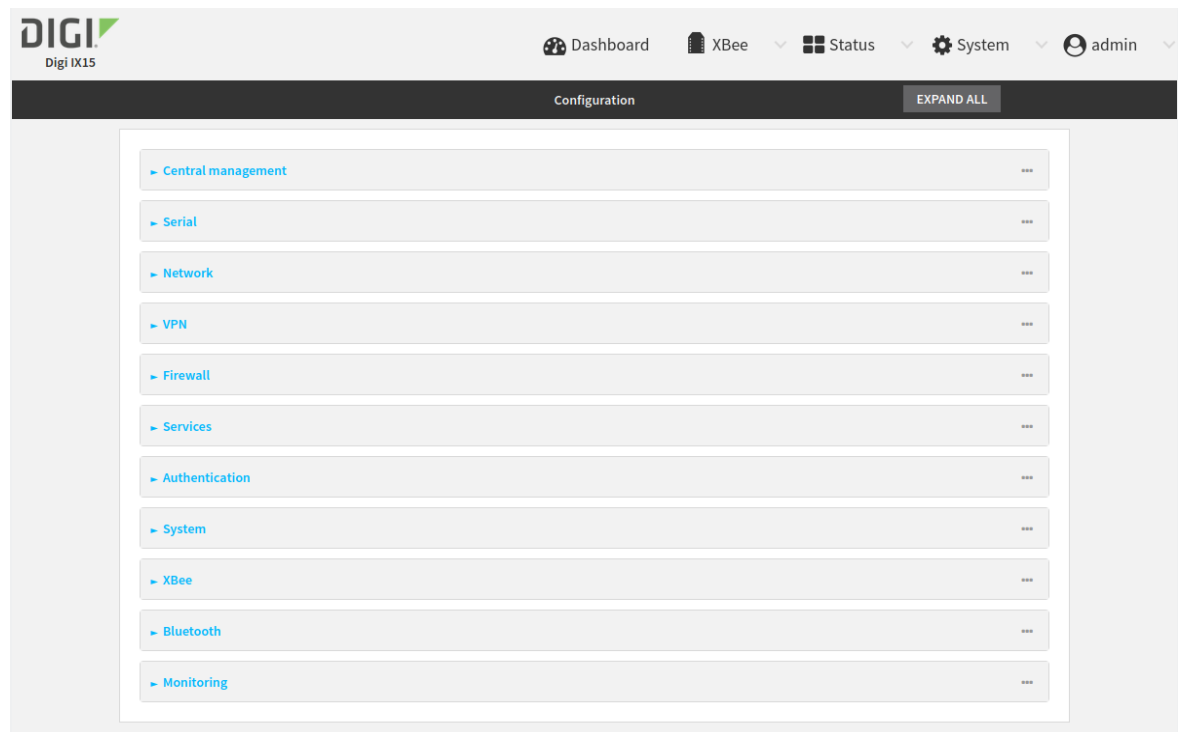 DIGI
Digi IX15
Dashboard XBee Status System admin
Configuration EXPAND ALL
Central management
Serial
Network
VPN
Firewall
Services
Authentication
System
XBee
Bluetooth
Monitoring